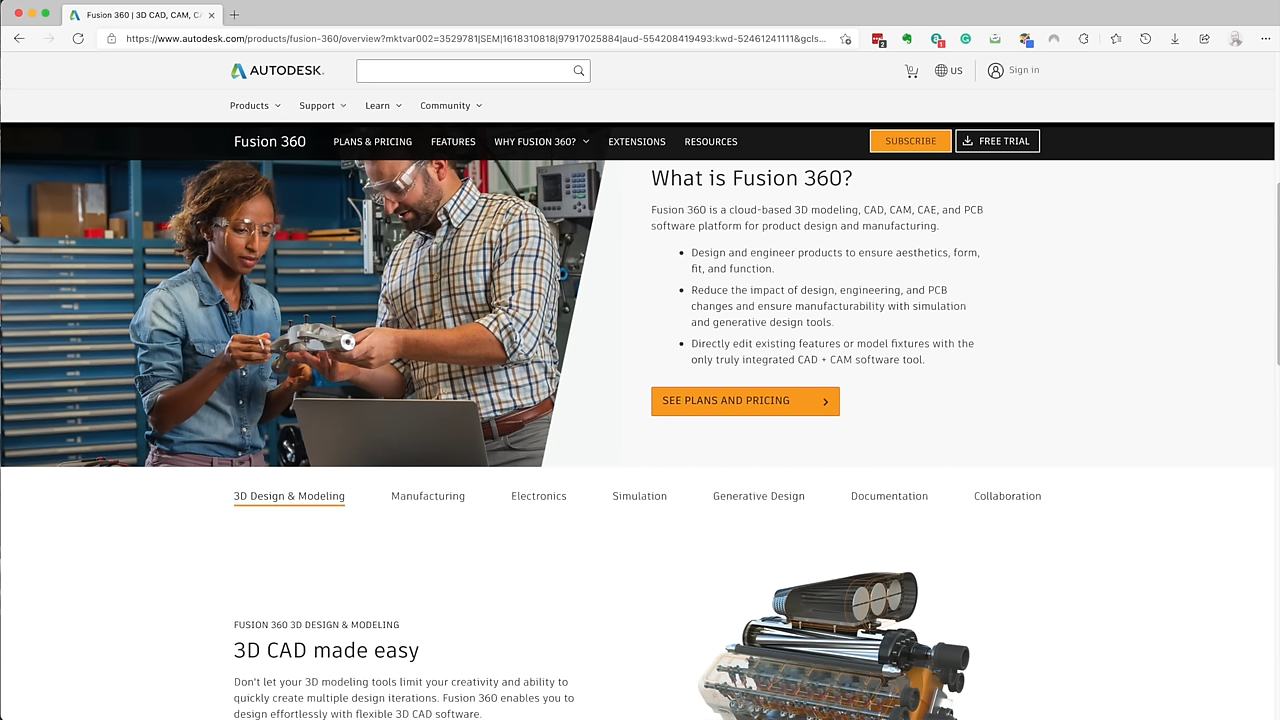 Fusion 360 | 3D CAD, CAM, CA
https://www.autodesk.com/products/fusion-360/overview?mktvar002=3529781|SEM|1618310818|97917025884|aud-554208419493:kwd-52461241111&gcls...
2
1
AUTODESK.
0
US
Sign in
Products
Support
Learn
Community
Fusion 360
PLANS & PRICING
FEATURES
WHY FUSION 360?
EXTENSIONS
RESOURCES
SUBSCRIBE
FREE TRIAL
What is Fusion 360?
Fusion 360 is a cloud-based 3D modeling, CAD, CAM, CAE, and PCB
software platform for product design and manufacturing.
• Design and engineer products to ensure aesthetics, form,
fit, and function.
• Reduce the impact of design, engineering, and PCB
changes and ensure manufacturability with simulation
and generative design tools.
• Directly edit existing features or model fixtures with the
only truly integrated CAD + CAM software tool.
SEE PLANS AND PRICING
3D Design & Modeling
Manufacturing
Electronics
Simulation
Generative Design
Documentation
Collaboration
FUSION 360 3D DESIGN & MODELING
3D CAD made easy
Don't let your 3D modeling tools limit your creativity and ability to
quickly create multiple design iterations. Fusion 360 enables you to
design effortlessly with flexible 3D CAD software.